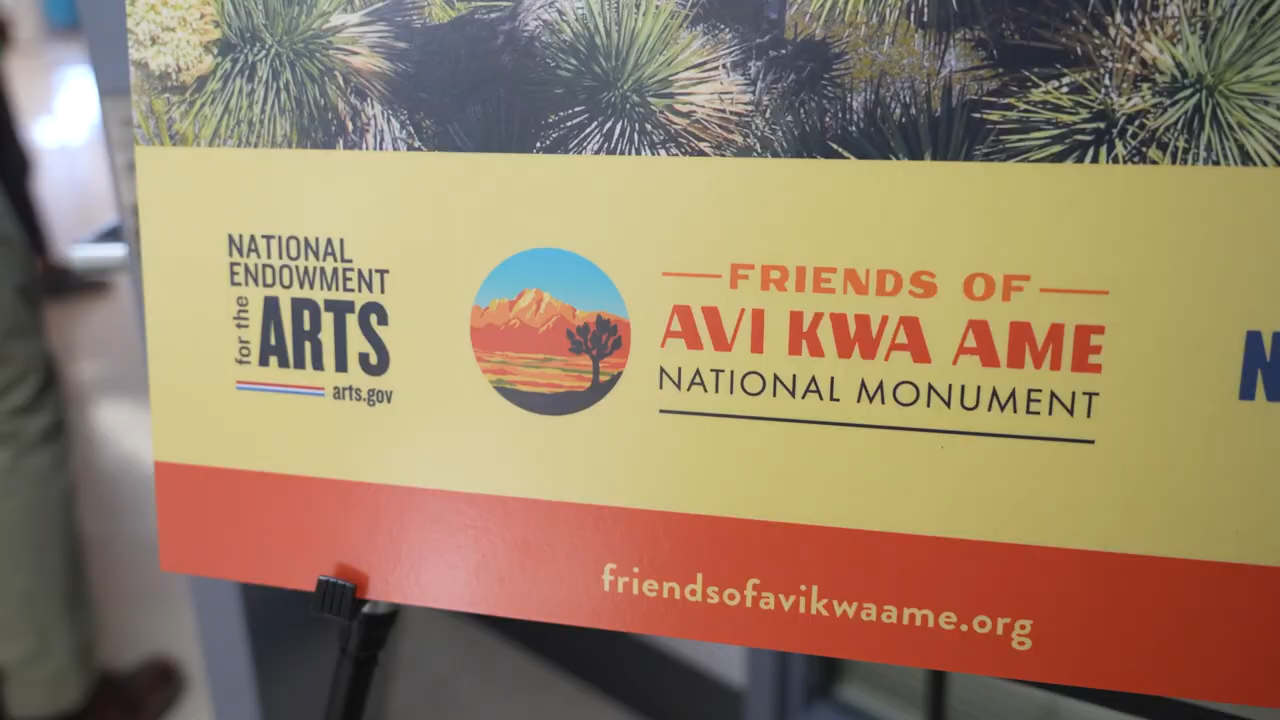 NATIONAL
ENDOWMENT
for the
ARTS
arts.gov
FRIENDS OF
AVI KWA AME
NATIONAL MONUMENT
friendsofavikwaame.org